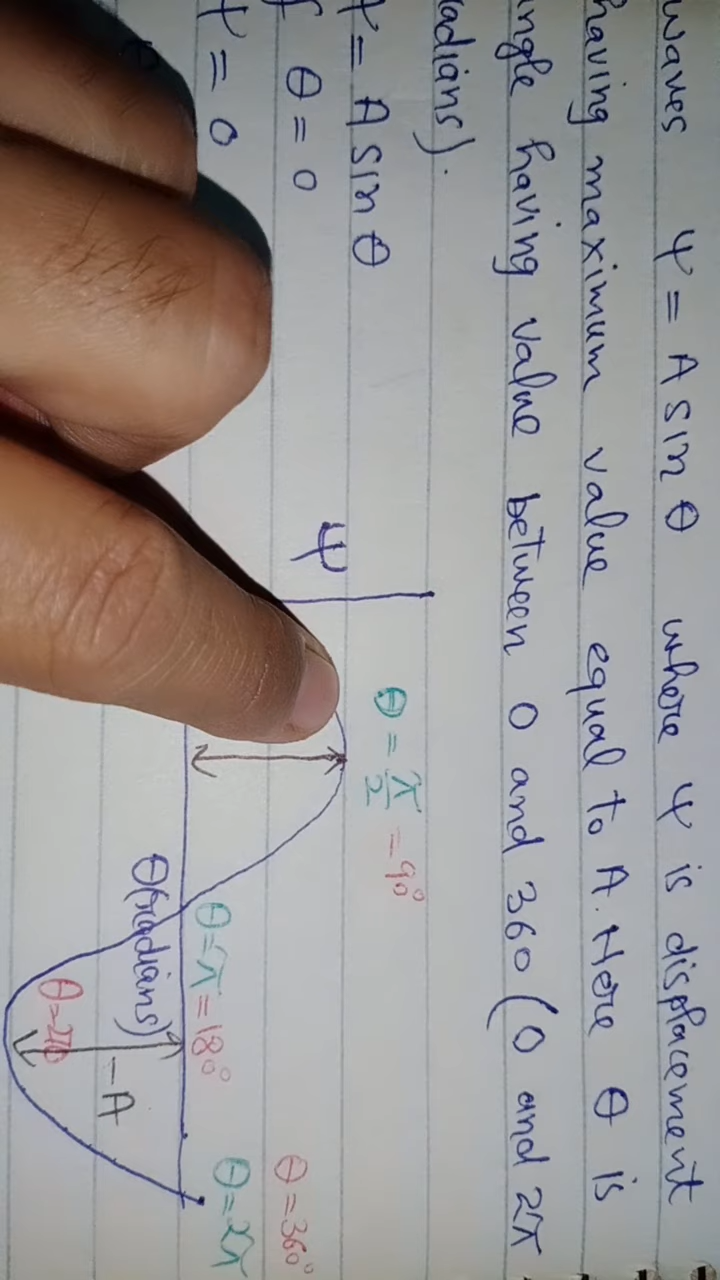 waves ψ = A sin θ where ψ is displacement
having maximum value equal to A. Here θ is
angle having value between 0 and 360 (0 and 2π
radians).
ψ = A sin θ
θ = 0
ψ = 0
ψ
θ = π/2 = 90°
θ = π = 180°
θ = 360°
θ = 2π
θ (radians)
θ = 270
-A